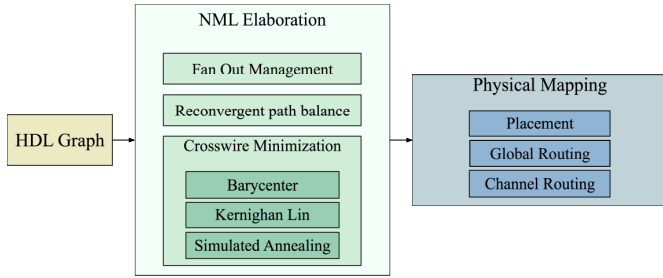 HDL Graph
NML Elaboration
Fan Out Management
Reconvergent path balance
Crosswire Minimization
Barycenter
Kernighan Lin
Simulated Annealing
Physical Mapping
Placement
Global Routing
Channel Routing